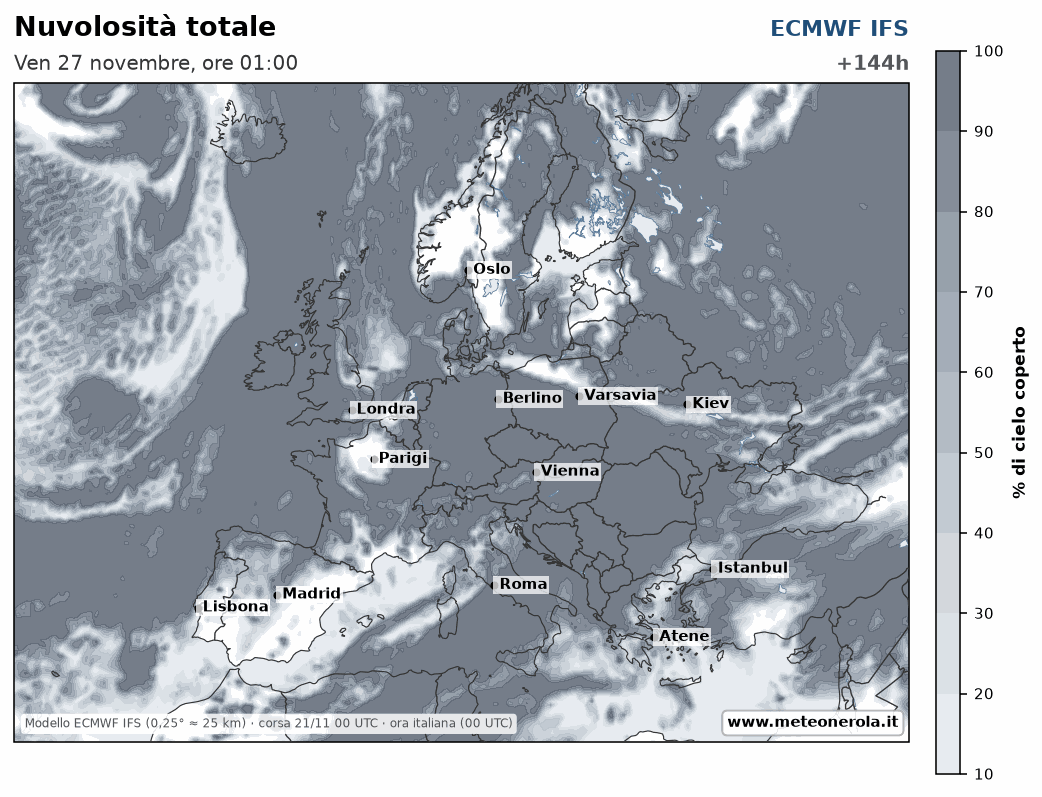 Nuvolosità totale
ECMWF IFS
Ven 27 novembre, ore 01:00
+144h
100
90
80
70
60
50
40
30
20
10
% di cielo coperto
Oslo
Londra
Berlino
Varsavia
Kiev
Parigi
Vienna
Istanbul
Roma
Madrid
Lisbona
Atene
Modello ECMWF IFS (0,25° ≈ 25 km) · corsa 21/11 00 UTC · ora italiana (00 UTC)
www.meteonerola.it